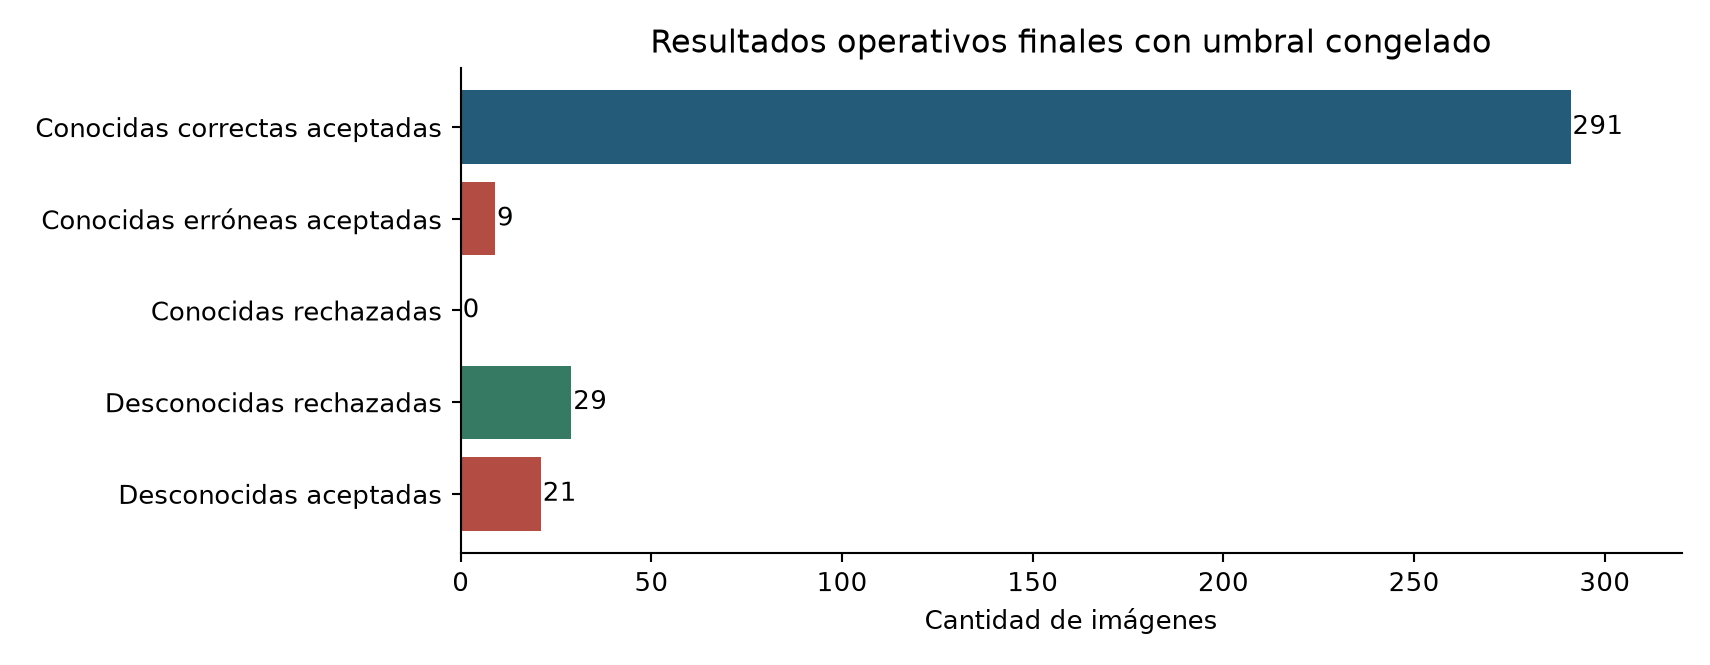 Resultados operativos finales con umbral congelado
Conocidas correctas aceptadas
291
Conocidas erróneas aceptadas
9
Conocidas rechazadas
0
Desconocidas rechazadas
29
Desconocidas aceptadas
21
0 50 100 150 200 250 300
Cantidad de imágenes